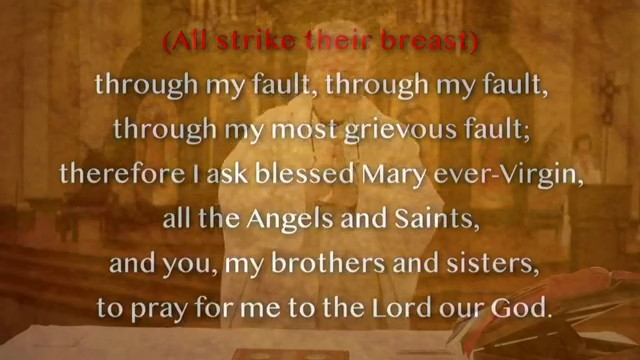 (All strike their breast)
through my fault, through my fault,
through my most grievous fault;
therefore I ask blessed Mary ever-Virgin,
all the Angels and Saints,
and you, my brothers and sisters,
to pray for me to the Lord our God.